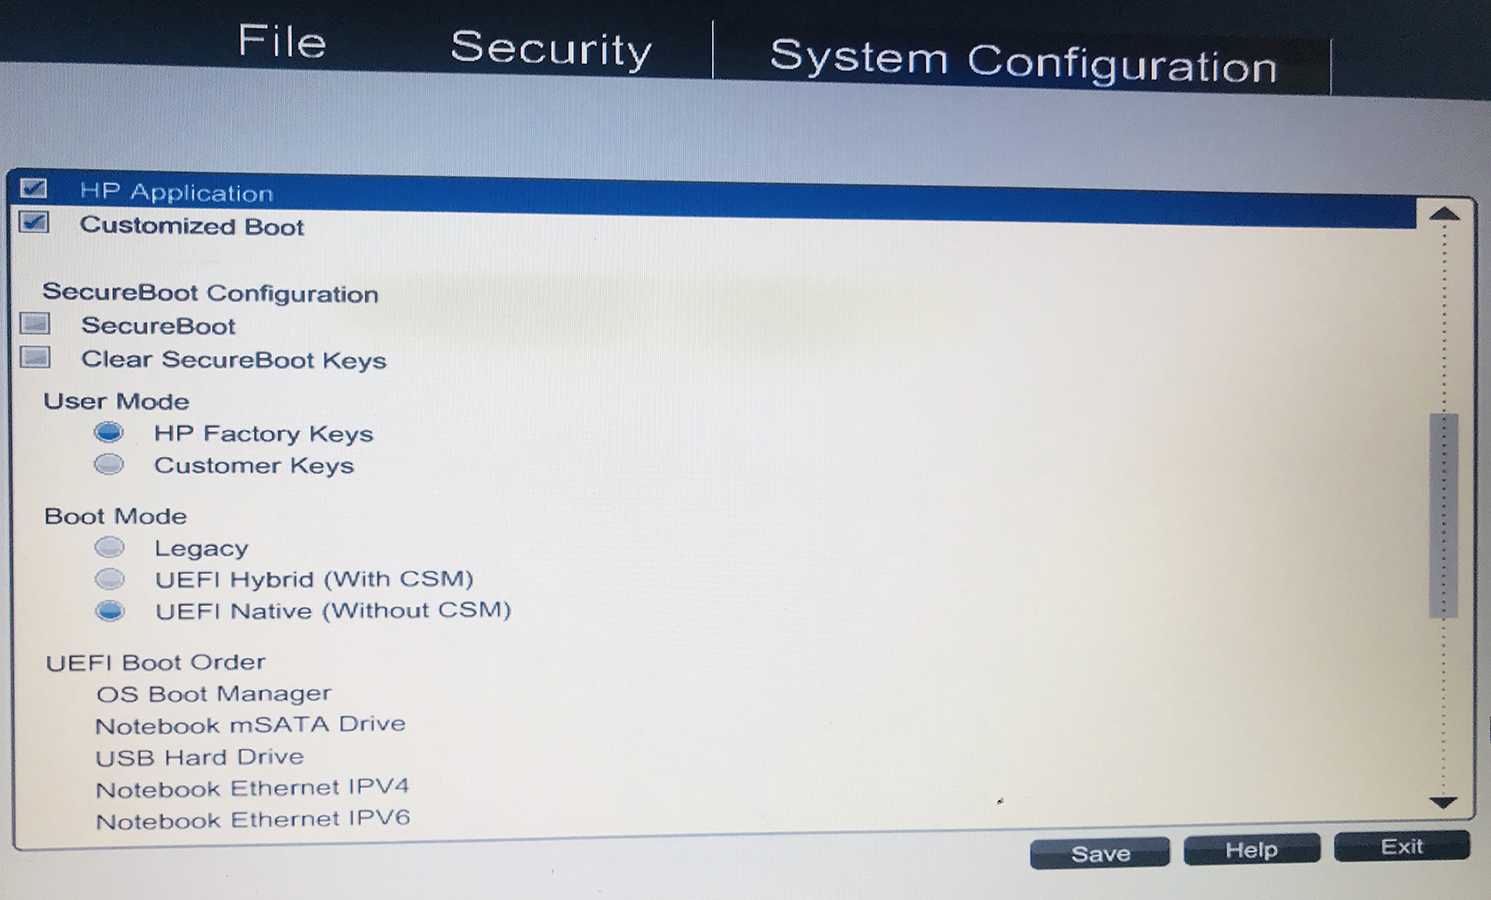 File Security System Configuration
HP Application
Customized Boot
SecureBoot Configuration
SecureBoot
Clear SecureBoot Keys
User Mode
HP Factory Keys
Customer Keys
Boot Mode
Legacy
UEFI Hybrid (With CSM)
UEFI Native (Without CSM)
UEFI Boot Order
OS Boot Manager
Notebook mSATA Drive
USB Hard Drive
Notebook Ethernet IPV4
Notebook Ethernet IPV6
Save Help Exit